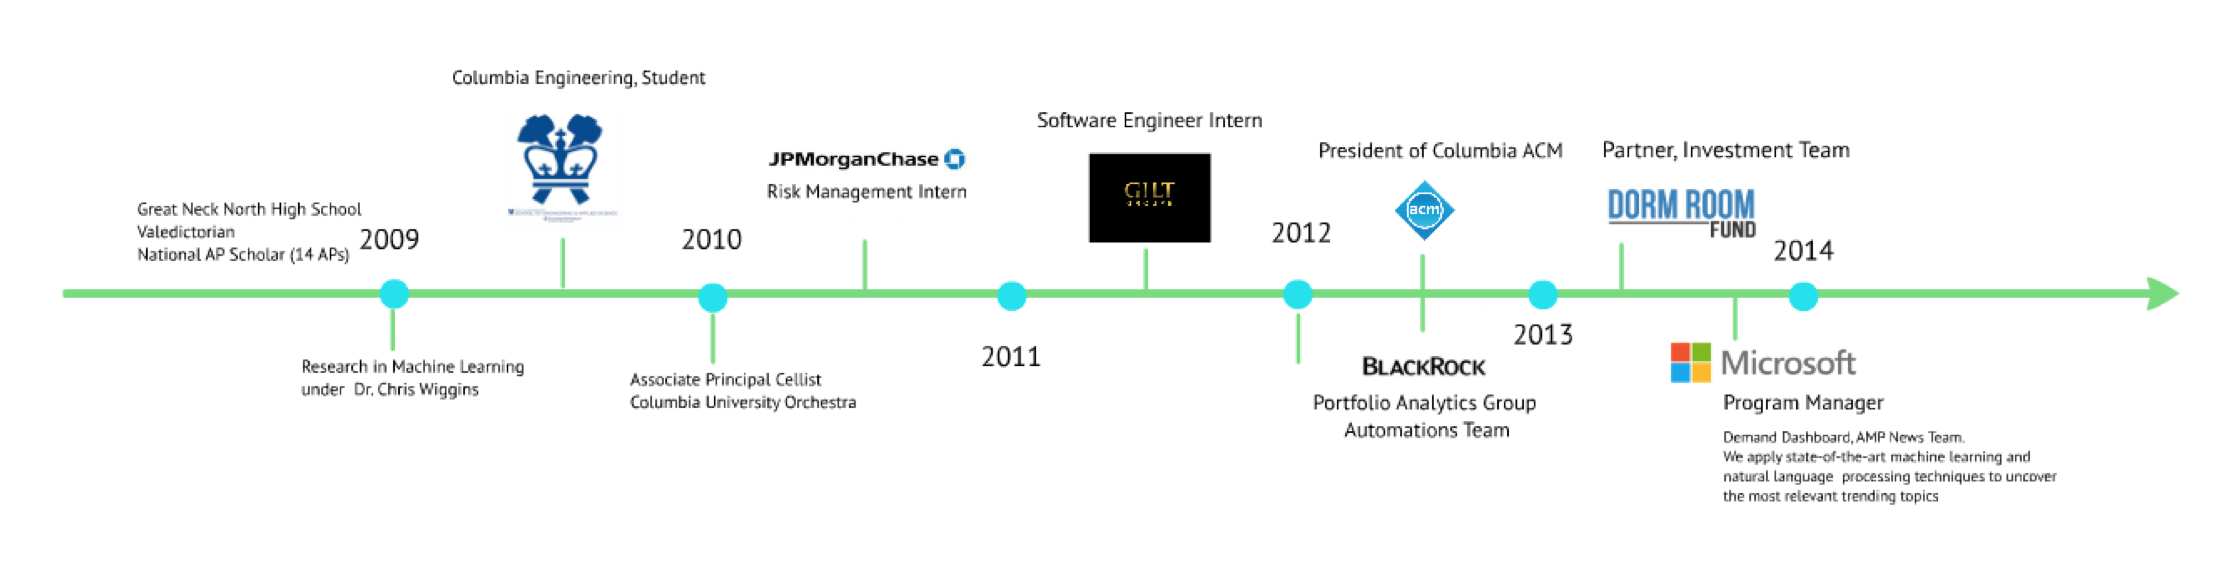 Columbia Engineering, Student
Great Neck North High School
Valedictorian
National AP Scholar (14 APs)
2009
Research in Machine Learning
under  Dr. Chris Wiggins
2010
Associate Principal Cellist
Columbia University Orchestra
JPMorganChase
Risk Management Intern
2011
Software Engineer Intern
GILT
GROUPE
2012
President of Columbia ACM
acm
BLACKROCK
Portfolio Analytics Group
Automations Team
2013
Partner, Investment Team
DORM ROOM
FUND
2014
Microsoft
Program Manager
Demand Dashboard, AMP News Team.
We apply state-of-the-art machine learning and
natural language  processing techniques to uncover
the most relevant trending topics